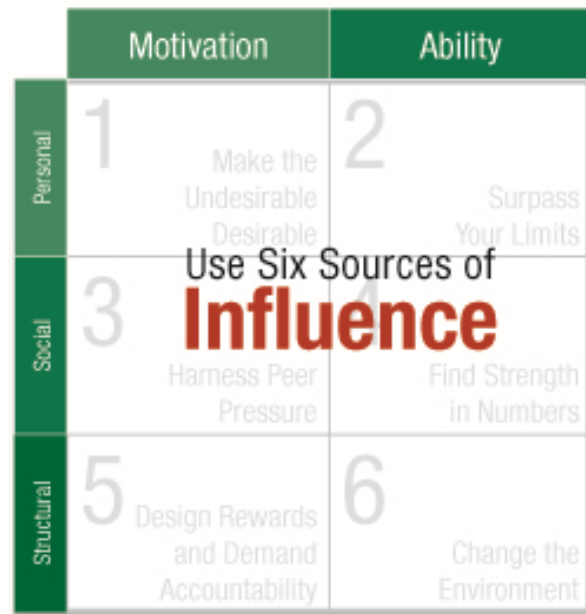 Motivation
Ability
Personal
1
Make the
Undesirable
Desirable
2
Surpass
Your Limits
Use Six Sources of
Influence
Social
3
Harness Peer
Pressure
4
Find Strength
in Numbers
Structural
5
Design Rewards
and Demand
Accountability
6
Change the
Environment